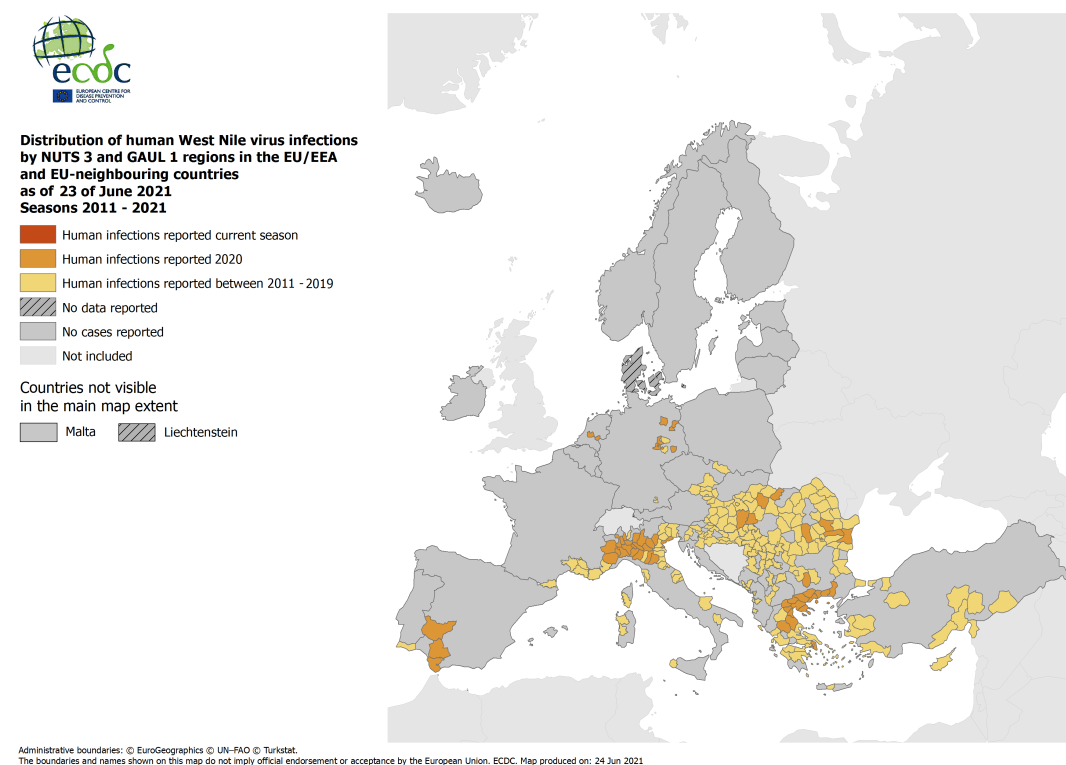 ecdc
EUROPEAN CENTRE FOR
DISEASE PREVENTION
AND CONTROL
Distribution of human West Nile virus infections
by NUTS 3 and GAUL 1 regions in the EU/EEA
and EU-neighbouring countries
as of 23 of June 2021
Seasons 2011 - 2021
Human infections reported current season
Human infections reported 2020
Human infections reported between 2011 - 2019
No data reported
No cases reported
Not included
Countries not visible
in the main map extent
Malta
Liechtenstein
Administrative boundaries: © EuroGeographics © UN–FAO © Turkstat.
The boundaries and names shown on this map do not imply official endorsement or acceptance by the European Union. ECDC. Map produced on: 24 Jun 2021